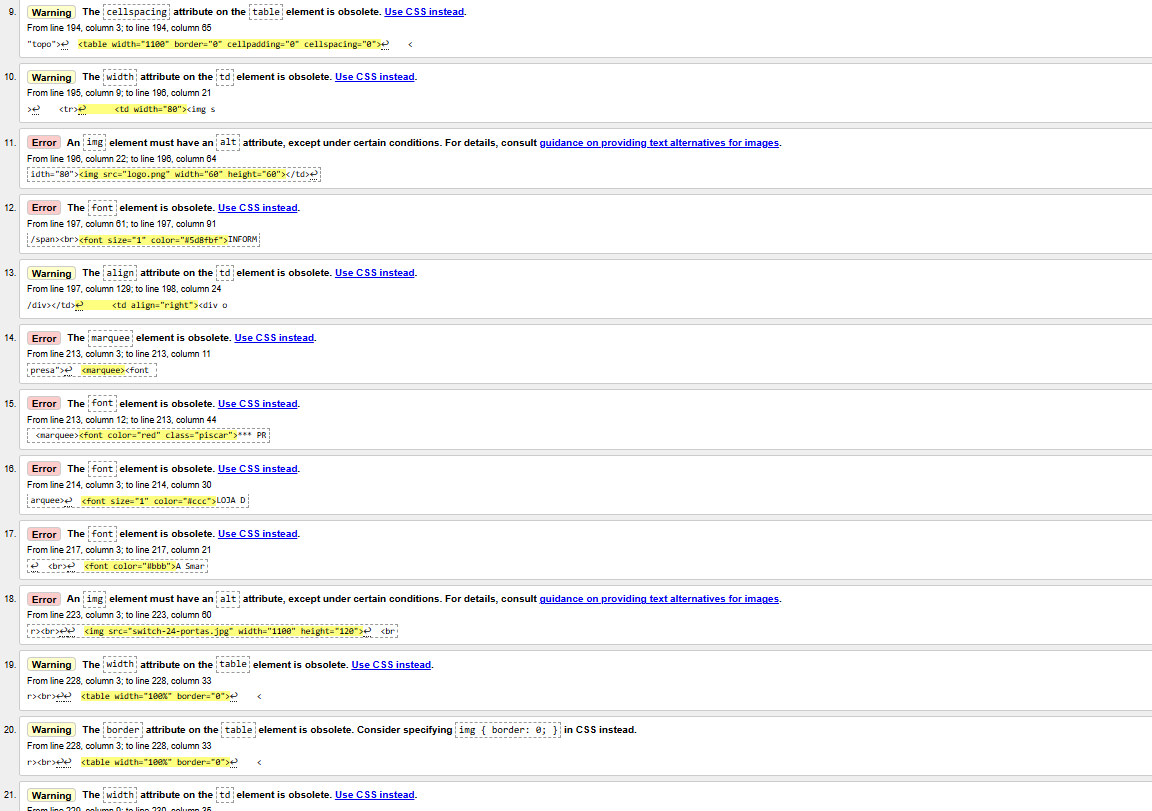 9. Warning The cellspacing attribute on the table element is obsolete. Use CSS instead.
From line 194, column 3; to line 194, column 65
"topo">↩ <table width="1100" border="0" cellpadding="0" cellspacing="0">↩ <
10. Warning The width attribute on the td element is obsolete. Use CSS instead.
From line 195, column 9; to line 196, column 21
>↩ <tr>↩ <td width="80"><img s
11. Error An img element must have an alt attribute, except under certain conditions. For details, consult guidance on providing text alternatives for images.
From line 196, column 22; to line 196, column 64
idth="80"><img src="logo.png" width="60" height="60"></td>↩
12. Error The font element is obsolete. Use CSS instead.
From line 197, column 61; to line 197, column 91
/span><br><font size="1" color="#5d8fbf">INFORM
13. Warning The align attribute on the td element is obsolete. Use CSS instead.
From line 197, column 129; to line 198, column 24
/div></td>↩ <td align="right"><div o
14. Error The marquee element is obsolete. Use CSS instead.
From line 213, column 3; to line 213, column 11
presa">↩ <marquee><font
15. Error The font element is obsolete. Use CSS instead.
From line 213, column 12; to line 213, column 44
<marquee><font color="red" class="piscar">*** PR
16. Error The font element is obsolete. Use CSS instead.
From line 214, column 3; to line 214, column 30
arquee>↩ <font size="1" color="#ccc">LOJA D
17. Error The font element is obsolete. Use CSS instead.
From line 217, column 3; to line 217, column 21
↩ <br>↩ <font color="#bbb">A Smar
18. Error An img element must have an alt attribute, except under certain conditions. For details, consult guidance on providing text alternatives for images.
From line 223, column 3; to line 223, column 60
r><br>↩↩ <img src="switch-24-portas.jpg" width="1100" height="120">↩ <br
19. Warning The width attribute on the table element is obsolete. Use CSS instead.
From line 228, column 3; to line 228, column 33
r><br>↩↩ <table width="100%" border="0">↩ <
20. Warning The border attribute on the table element is obsolete. Consider specifying img { border: 0; } in CSS instead.
From line 228, column 3; to line 228, column 33
r><br>↩↩ <table width="100%" border="0">↩ <
21. Warning The width attribute on the td element is obsolete. Use CSS instead.
From line 229, column 9; to line 230, column 35